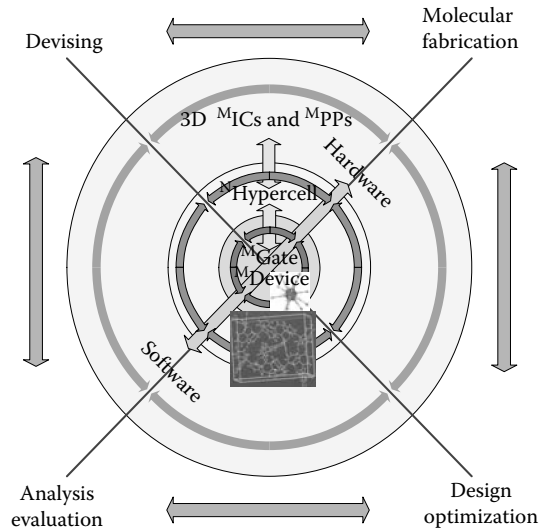 Devising
Molecular
fabrication
3D ᴹICs and ᴹPPs
Hardware
ᴺHypercell
ᴹGate
ᴹDevice
Software
Analysis
evaluation
Design
optimization